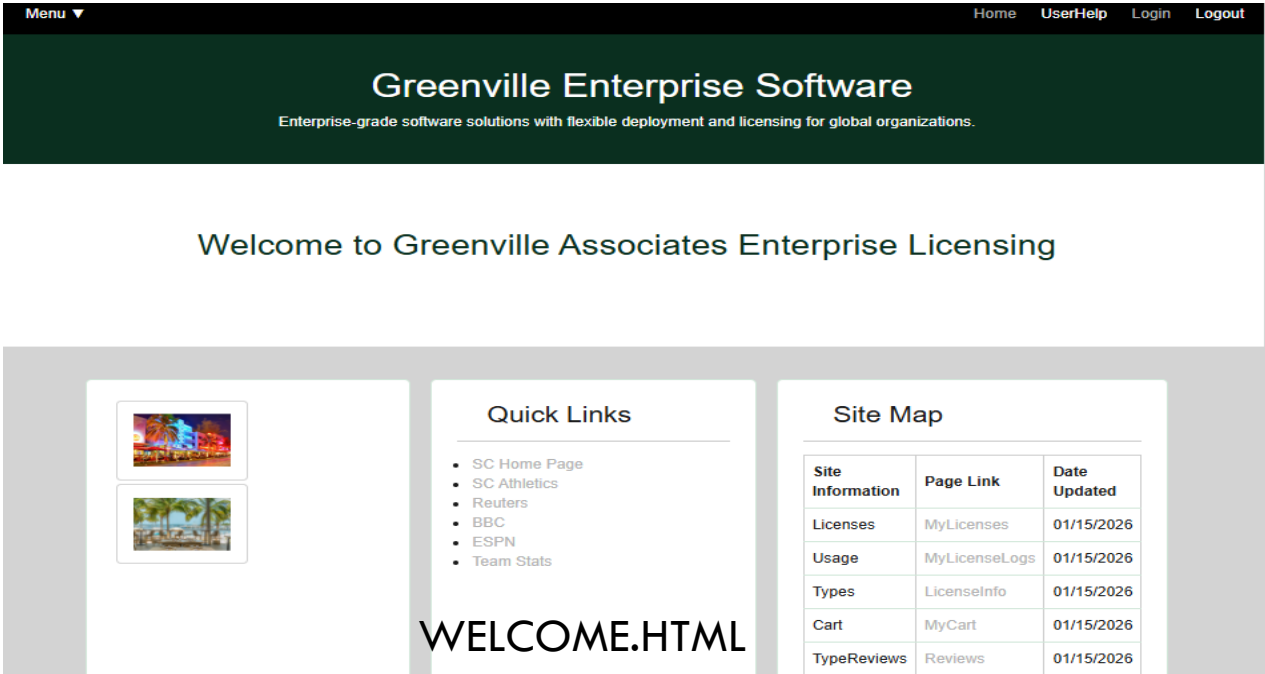 Menu ▼ Home UserHelp Login Logout
Greenville Enterprise Software
Enterprise-grade software solutions with flexible deployment and licensing for global organizations.
Welcome to Greenville Associates Enterprise Licensing
Quick Links
SC Home Page
SC Athletics
Reuters
BBC
ESPN
Team Stats
WELCOME.HTML
Site Map
Site Information Page Link Date Updated
Licenses MyLicenses 01/15/2026
Usage MyLicenseLogs 01/15/2026
Types LicenseInfo 01/15/2026
Cart MyCart 01/15/2026
TypeReviews Reviews 01/15/2026